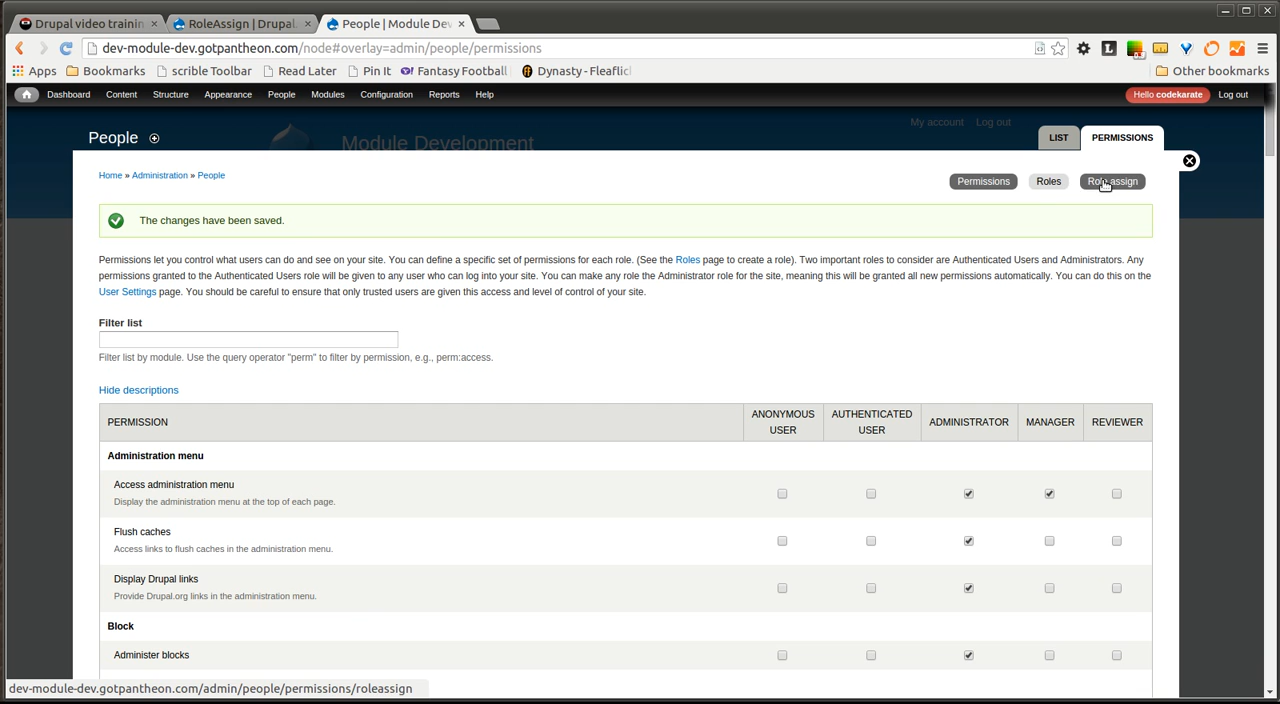 Drupal video trainin
RoleAssign | Drupal.
People | Module Dev
dev-module-dev.gotpantheon.com/node#overlay=admin/people/permissions
Apps
Bookmarks
scrible Toolbar
Read Later
Pin It
Fantasy Football
Dynasty - Fleaflic
Other bookmarks
Dashboard
Content
Structure
Appearance
People
Modules
Configuration
Reports
Help
Hello codekarate
Log out
My account
Log out
People
Module Development
LIST
PERMISSIONS
Home » Administration » People
Permissions
Roles
Role assign
The changes have been saved.
Permissions let you control what users can do and see on your site. You can define a specific set of permissions for each role. (See the Roles page to create a role). Two important roles to consider are Authenticated Users and Administrators. Any
permissions granted to the Authenticated Users role will be given to any user who can log into your site. You can make any role the Administrator role for the site, meaning this will be granted all new permissions automatically. You can do this on the
User Settings page. You should be careful to ensure that only trusted users are given this access and level of control of your site.
Filter list
Filter list by module. Use the query operator "perm" to filter by permission, e.g., perm:access.
Hide descriptions
PERMISSION
ANONYMOUS
USER
AUTHENTICATED
USER
ADMINISTRATOR
MANAGER
REVIEWER
Administration menu
Access administration menu
Display the administration menu at the top of each page.
Flush caches
Access links to flush caches in the administration menu.
Display Drupal links
Provide Drupal.org links in the administration menu.
Block
Administer blocks
dev-module-dev.gotpantheon.com/admin/people/permissions/roleassign